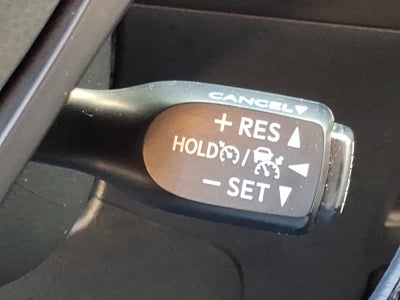 CANCEL▼
+ RES ▲
HOLD / ◀
− SET ▼